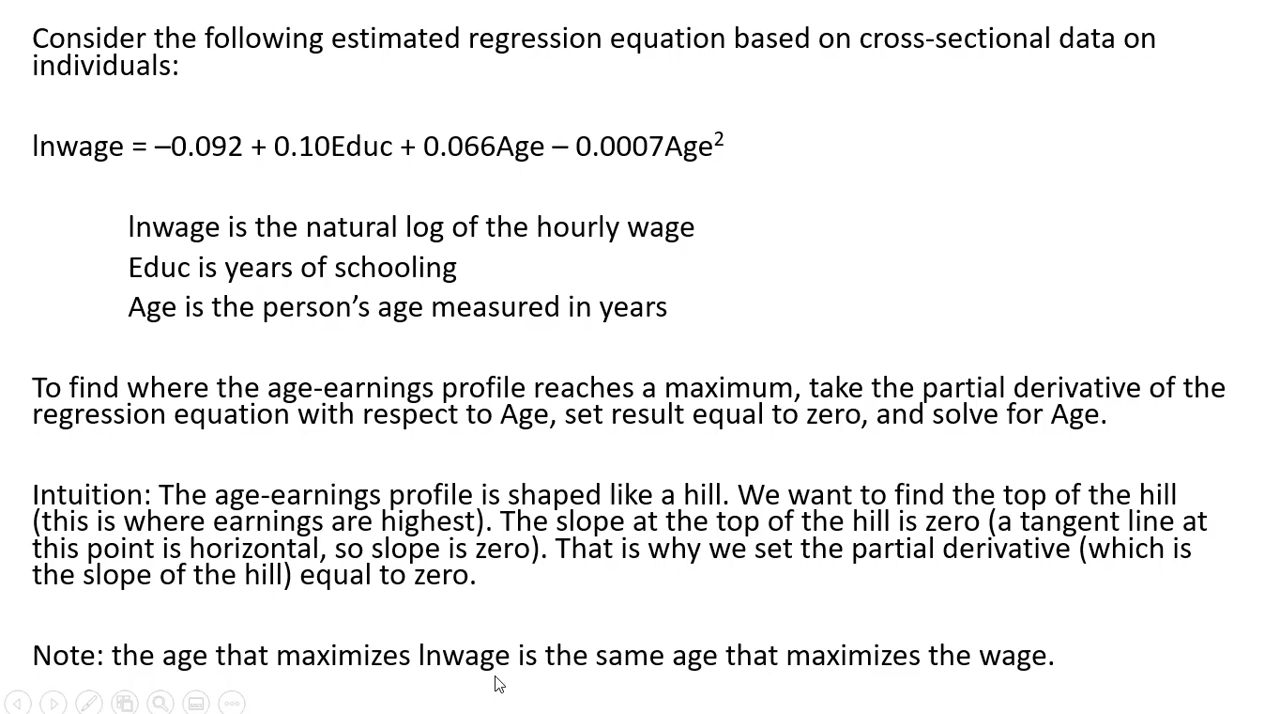 Consider the following estimated regression equation based on cross-sectional data on
individuals:
lnwage = –0.092 + 0.10Educ + 0.066Age – 0.0007Age²
lnwage is the natural log of the hourly wage
Educ is years of schooling
Age is the person’s age measured in years
To find where the age-earnings profile reaches a maximum, take the partial derivative of the
regression equation with respect to Age, set result equal to zero, and solve for Age.
Intuition: The age-earnings profile is shaped like a hill. We want to find the top of the hill
(this is where earnings are highest). The slope at the top of the hill is zero (a tangent line at
this point is horizontal, so slope is zero). That is why we set the partial derivative (which is
the slope of the hill) equal to zero.
Note: the age that maximizes lnwage is the same age that maximizes the wage.